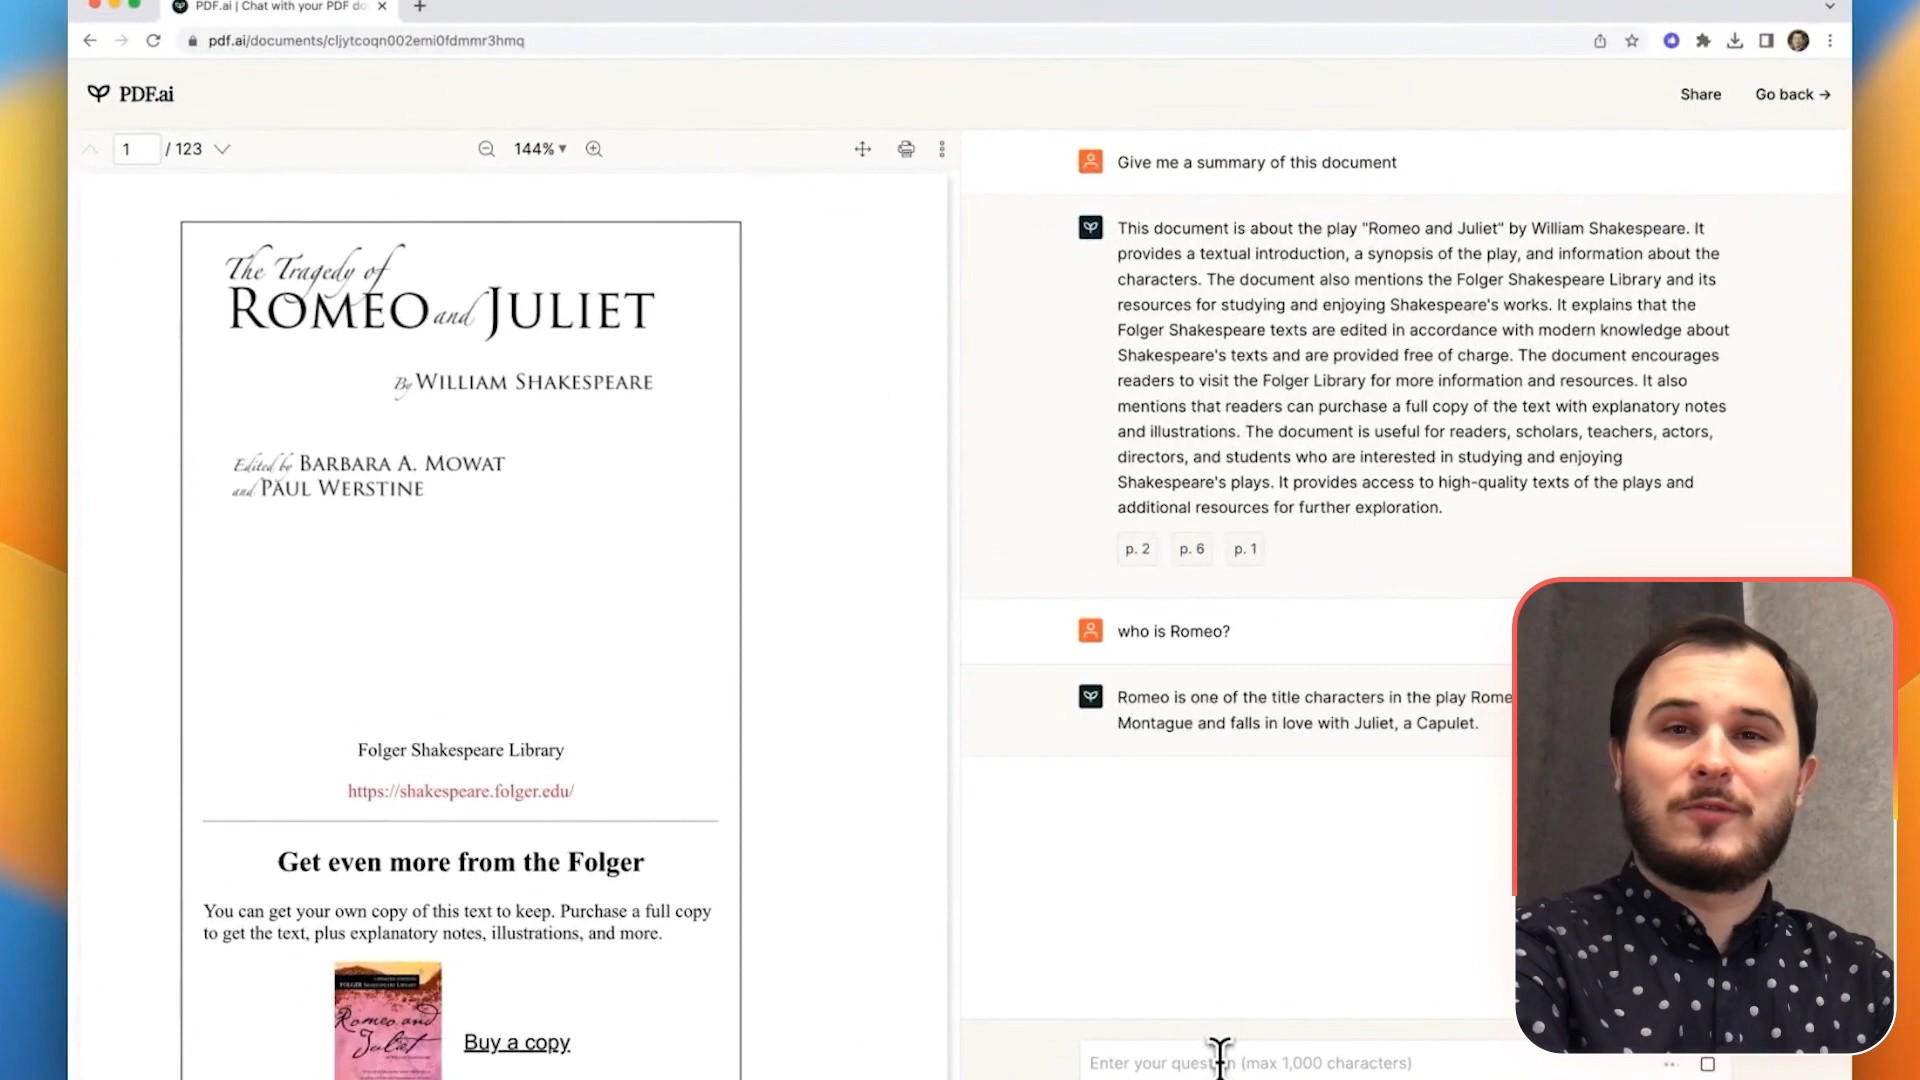 PDF.ai | Chat with your PDF do
pdf.ai/documents/cljytcoqn002emi0fdmmr3hmq
PDF.ai
Share
Go back →
1 / 123
144%
The Tragedy of
ROMEO and JULIET
By WILLIAM SHAKESPEARE
Edited by BARBARA A. MOWAT
and PAUL WERSTINE
Folger Shakespeare Library
https://shakespeare.folger.edu/
Get even more from the Folger
You can get your own copy of this text to keep. Purchase a full copy
to get the text, plus explanatory notes, illustrations, and more.
FOLGER SHAKESPEARE LIBRARY
Romeo and
Juliet
Buy a copy
Give me a summary of this document
This document is about the play "Romeo and Juliet" by William Shakespeare. It
provides a textual introduction, a synopsis of the play, and information about the
characters. The document also mentions the Folger Shakespeare Library and its
resources for studying and enjoying Shakespeare's works. It explains that the
Folger Shakespeare texts are edited in accordance with modern knowledge about
Shakespeare's texts and are provided free of charge. The document encourages
readers to visit the Folger Library for more information and resources. It also
mentions that readers can purchase a full copy of the text with explanatory notes
and illustrations. The document is useful for readers, scholars, teachers, actors,
directors, and students who are interested in studying and enjoying
Shakespeare's plays. It provides access to high-quality texts of the plays and
additional resources for further exploration.
p. 2 p. 6 p. 1
who is Romeo?
Romeo is one of the title characters in the play Rome
Montague and falls in love with Juliet, a Capulet.
Enter your question (max 1,000 characters)